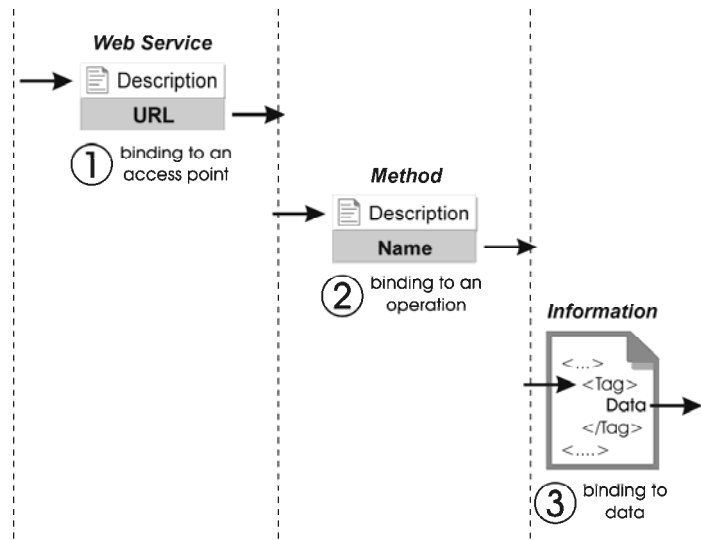 Web Service
Description
URL
1
binding to an
access point
Method
Description
Name
2
binding to an
operation
Information
<...>
<Tag>
Data
</Tag>
<....>
3
binding to
data